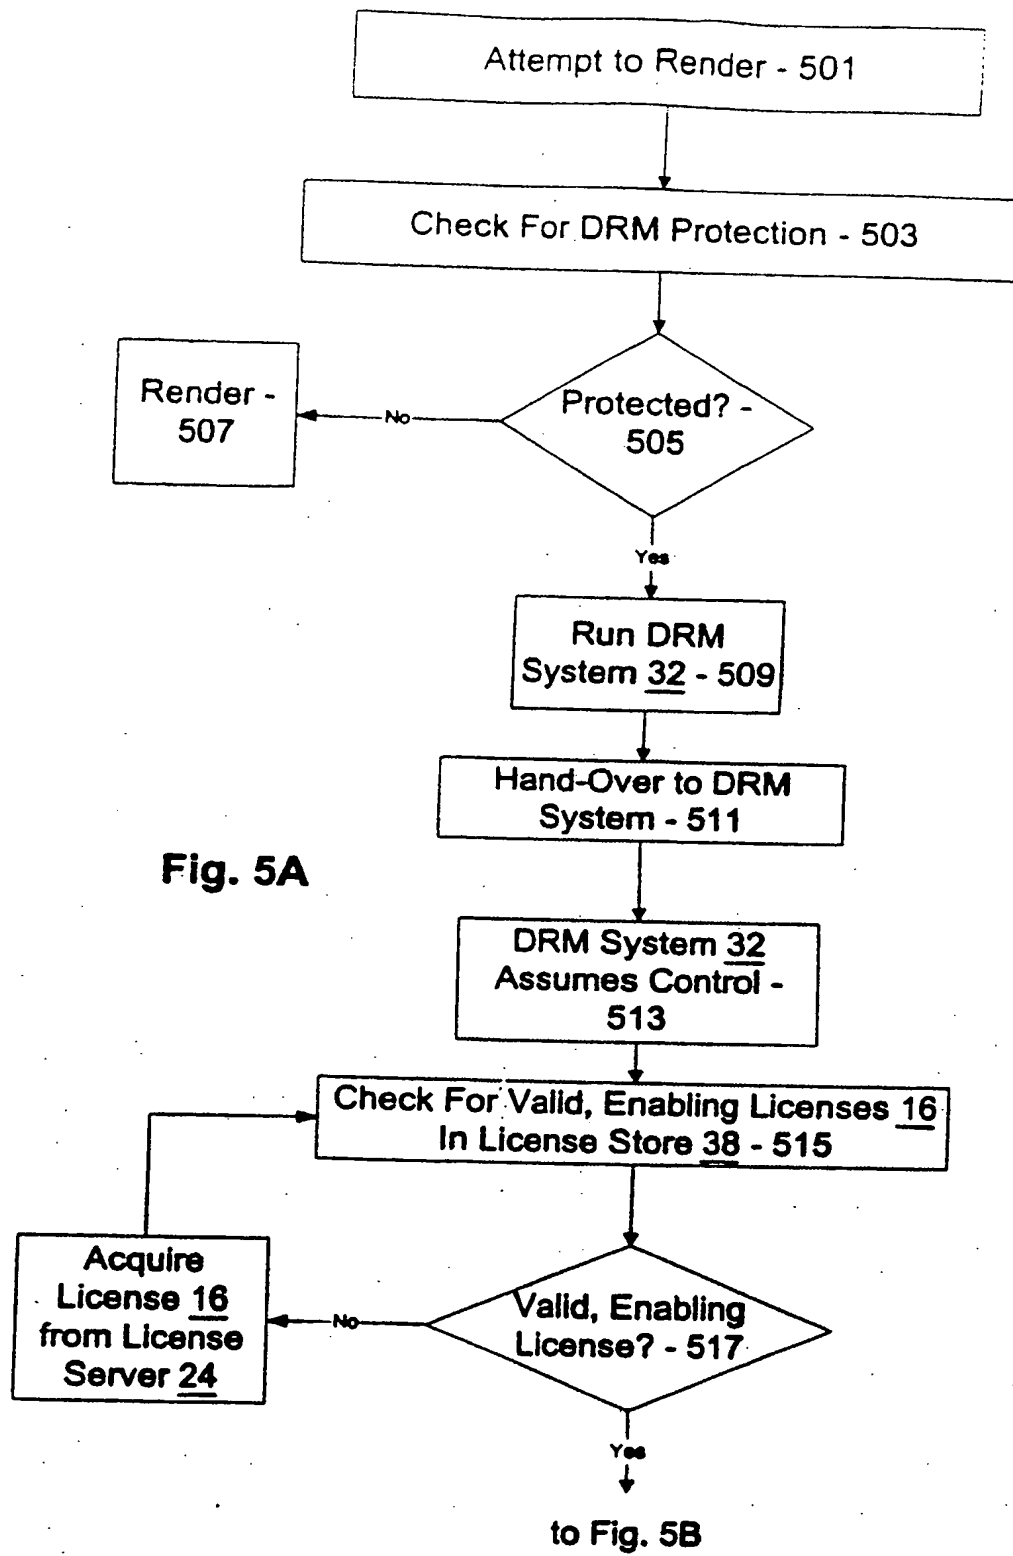 Attempt to Render - 501
Check For DRM Protection - 503
Protected? -
505
No
Render -
507
Yes
Run DRM
System 32 - 509
Hand-Over to DRM
System - 511
Fig. 5A
DRM System 32
Assumes Control -
513
Check For Valid, Enabling Licenses 16
In License Store 38 - 515
Valid, Enabling
License? - 517
No
Acquire
License 16
from License
Server 24
Yes
to Fig. 5B